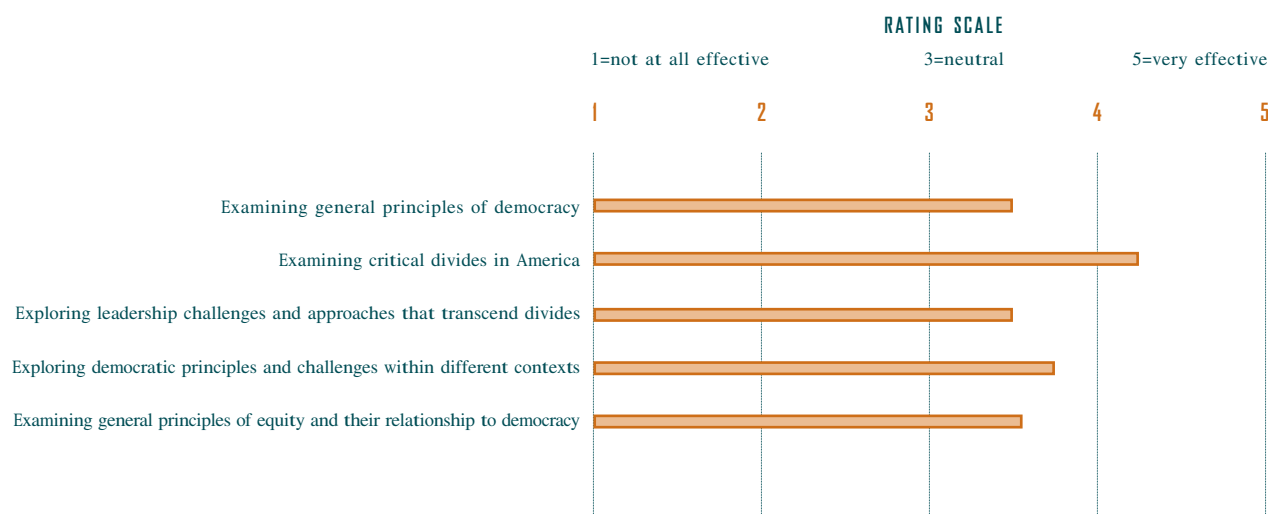 RATING SCALE
1=not at all effective 3=neutral 5=very effective
1 2 3 4 5
Examining general principles of democracy
Examining critical divides in America
Exploring leadership challenges and approaches that transcend divides
Exploring democratic principles and challenges within different contexts
Examining general principles of equity and their relationship to democracy